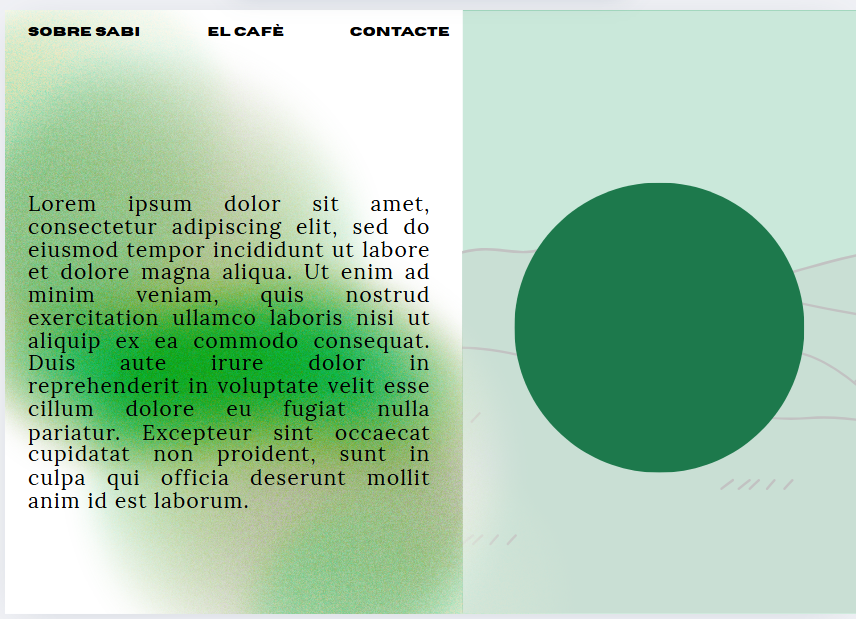 SOBRE SABI
EL CAFÈ
CONTACTE
Lorem ipsum dolor sit amet,
consectetur adipiscing elit, sed do
eiusmod tempor incididunt ut labore
et dolore magna aliqua. Ut enim ad
minim veniam, quis nostrud
exercitation ullamco laboris nisi ut
aliquip ex ea commodo consequat.
Duis aute irure dolor in
reprehenderit in voluptate velit esse
cillum dolore eu fugiat nulla
pariatur. Excepteur sint occaecat
cupidatat non proident, sunt in
culpa qui officia deserunt mollit
anim id est laborum.